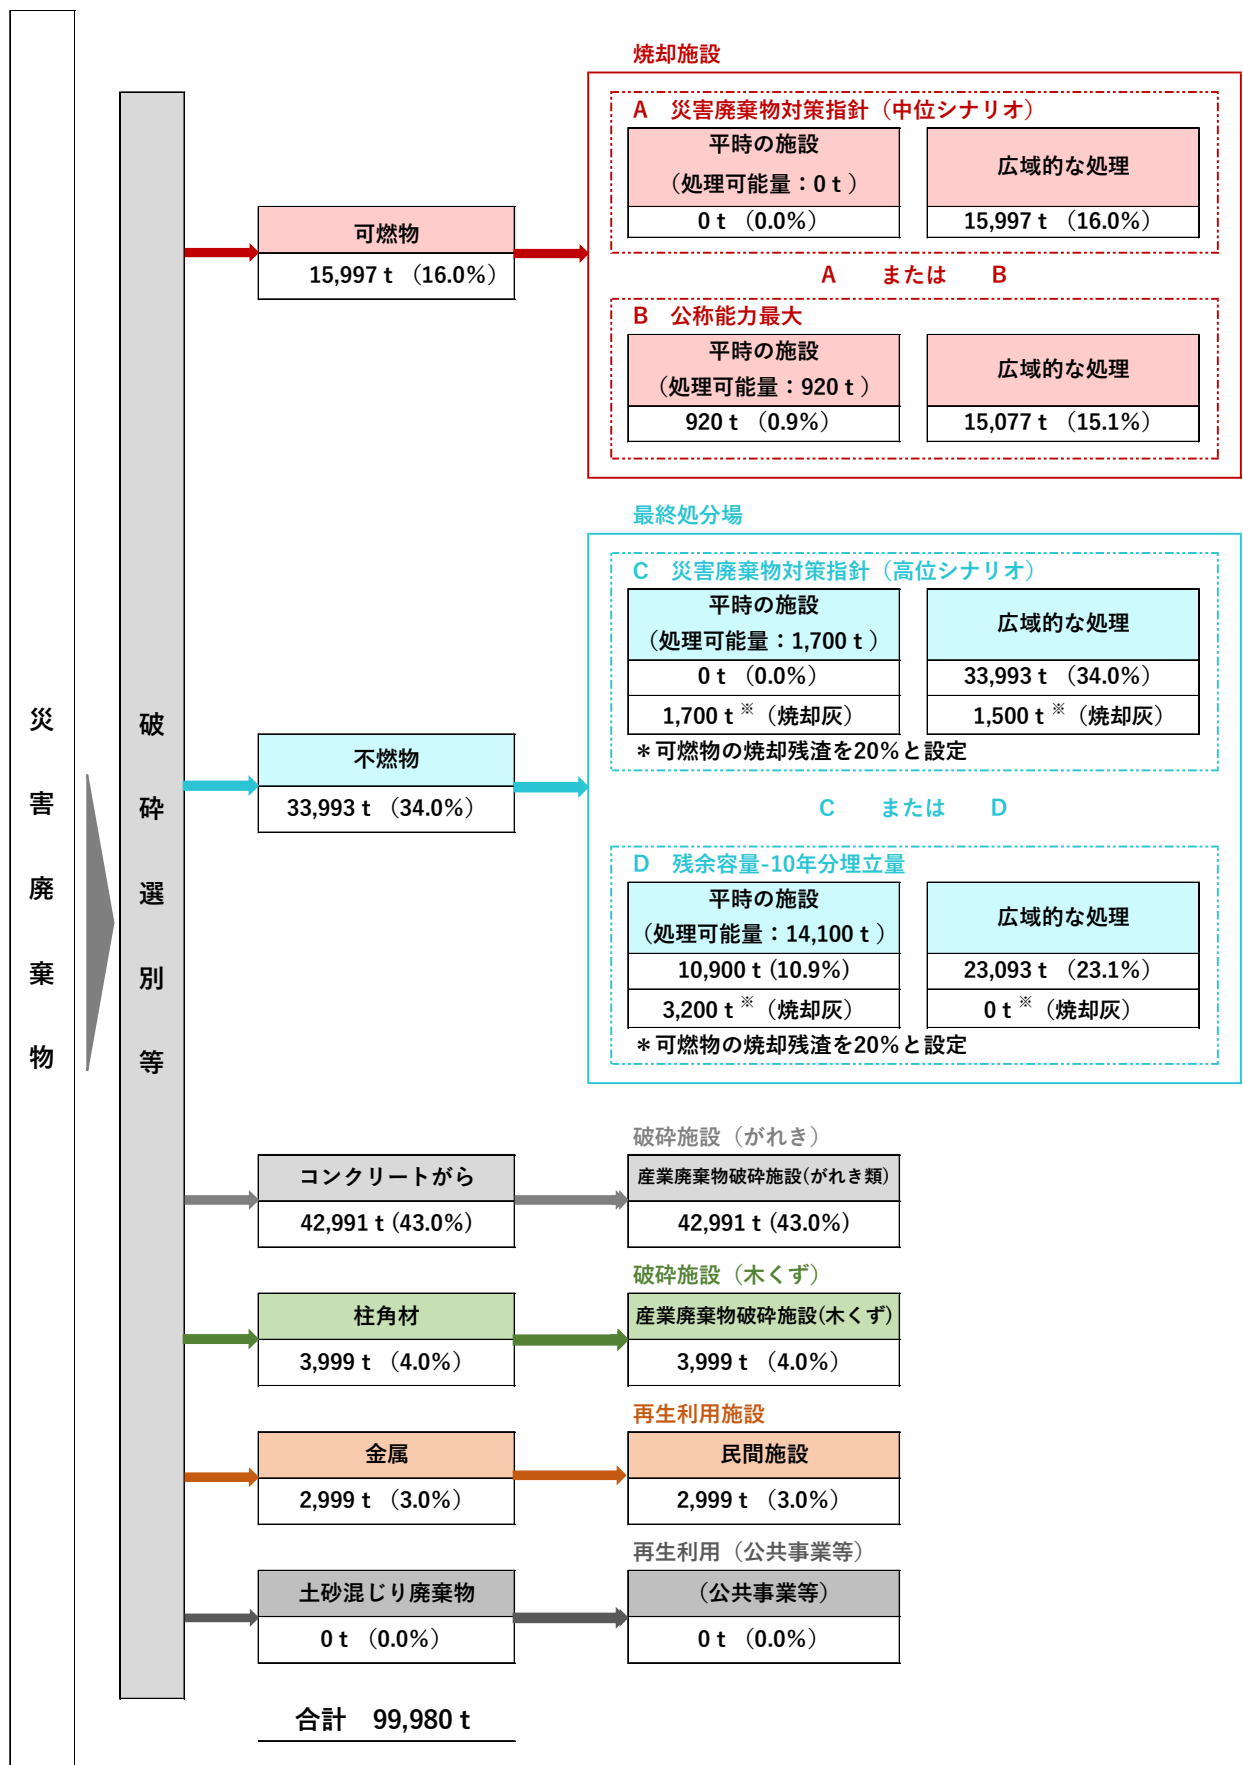 災害廃棄物
破砕選別等
焼却施設
A 災害廃棄物対策指針（中位シナリオ）
平時の施設
（処理可能量：0 t ）
0 t （0.0%）
広域的な処理
15,997 t （16.0%）
可燃物
15,997 t （16.0%）
A または B
B 公称能力最大
平時の施設
（処理可能量：920 t ）
920 t （0.9%）
広域的な処理
15,077 t （15.1%）
最終処分場
C 災害廃棄物対策指針（高位シナリオ）
平時の施設
（処理可能量：1,700 t ）
0 t （0.0%）
1,700 t ※（焼却灰）
広域的な処理
33,993 t （34.0%）
1,500 t ※（焼却灰）
＊可燃物の焼却残渣を20%と設定
不燃物
33,993 t （34.0%）
C または D
D 残余容量-10年分埋立量
平時の施設
（処理可能量：14,100 t ）
10,900 t (10.9%）
3,200 t ※（焼却灰）
広域的な処理
23,093 t （23.1%）
0 t ※（焼却灰）
＊可燃物の焼却残渣を20%と設定
破砕施設（がれき）
コンクリートがら
42,991 t (43.0%）
産業廃棄物破砕施設(がれき類)
42,991 t (43.0%）
破砕施設（木くず）
柱角材
3,999 t （4.0%）
産業廃棄物破砕施設(木くず)
3,999 t （4.0%）
再生利用施設
金属
2,999 t （3.0%）
民間施設
2,999 t （3.0%）
再生利用（公共事業等）
土砂混じり廃棄物
0 t （0.0%）
（公共事業等）
0 t （0.0%）
合計 99,980 t